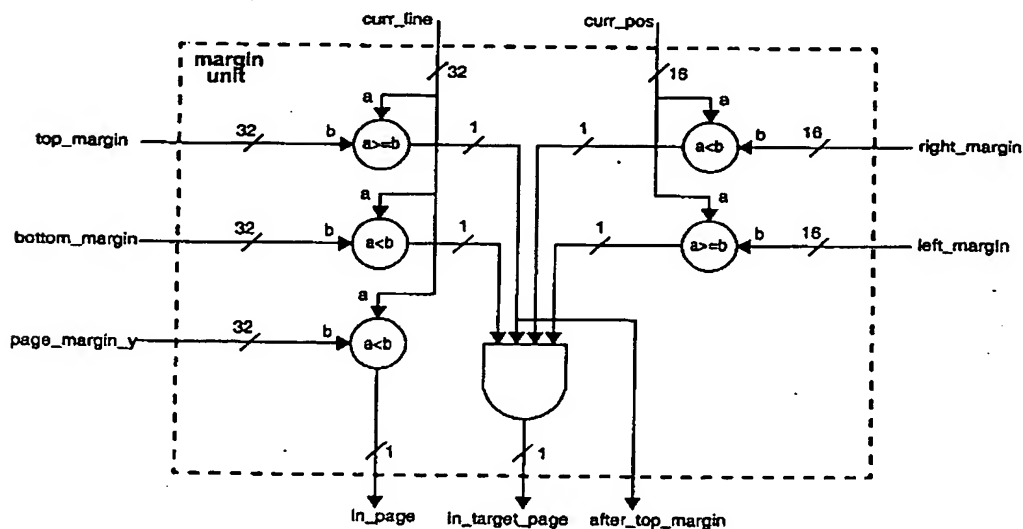 curr_line
curr_pos
margin
unit
32
16
a
a
top_margin
32
b
a>=b
1
1
a<b
b
16
right_margin
a
a
bottom_margin
32
b
a<b
1
1
a>=b
b
16
left_margin
a
page_margin_y
32
b
a<b
1
1
in_page
in_target_page
after_top_margin